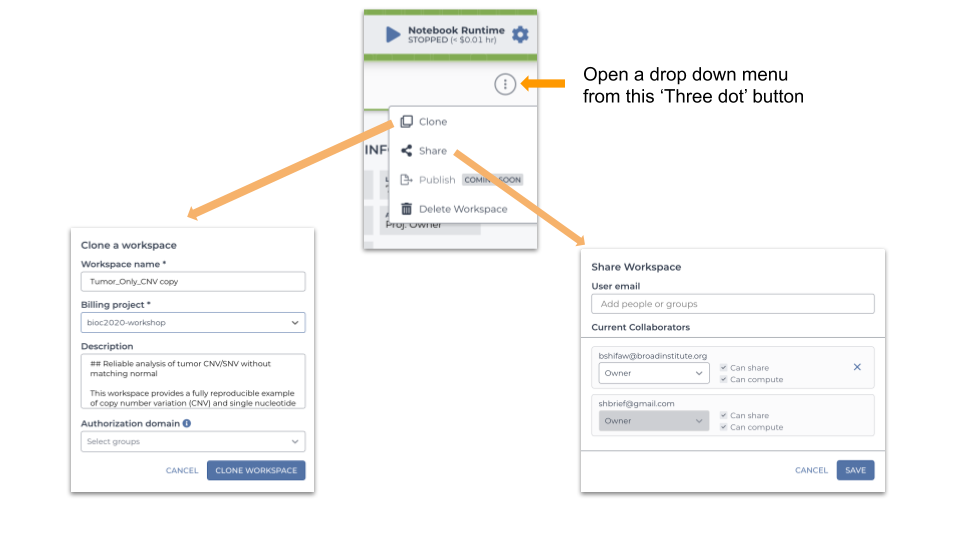 Notebook Runtime
STOPPED (< $0.01 hr)
Open a drop down menu
from this ‘Three dot’ button
Clone
INF
Share
Publish COMING SOON
Delete Workspace
Proj. Owner
Clone a workspace
Workspace name *
Tumor_Only_CNV copy
Billing project *
bioc2020-workshop
Description
## Reliable analysis of tumor CNV/SNV without
matching normal
This workspace provides a fully reproducible example
of copy number variation (CNV) and single nucleotide
Authorization domain
Select groups
CANCEL CLONE WORKSPACE
Share Workspace
User email
Add people or groups
Current Collaborators
bshifaw@broadinstitute.org
Owner
Can share
Can compute
shbrief@gmail.com
Owner
Can share
Can compute
CANCEL SAVE